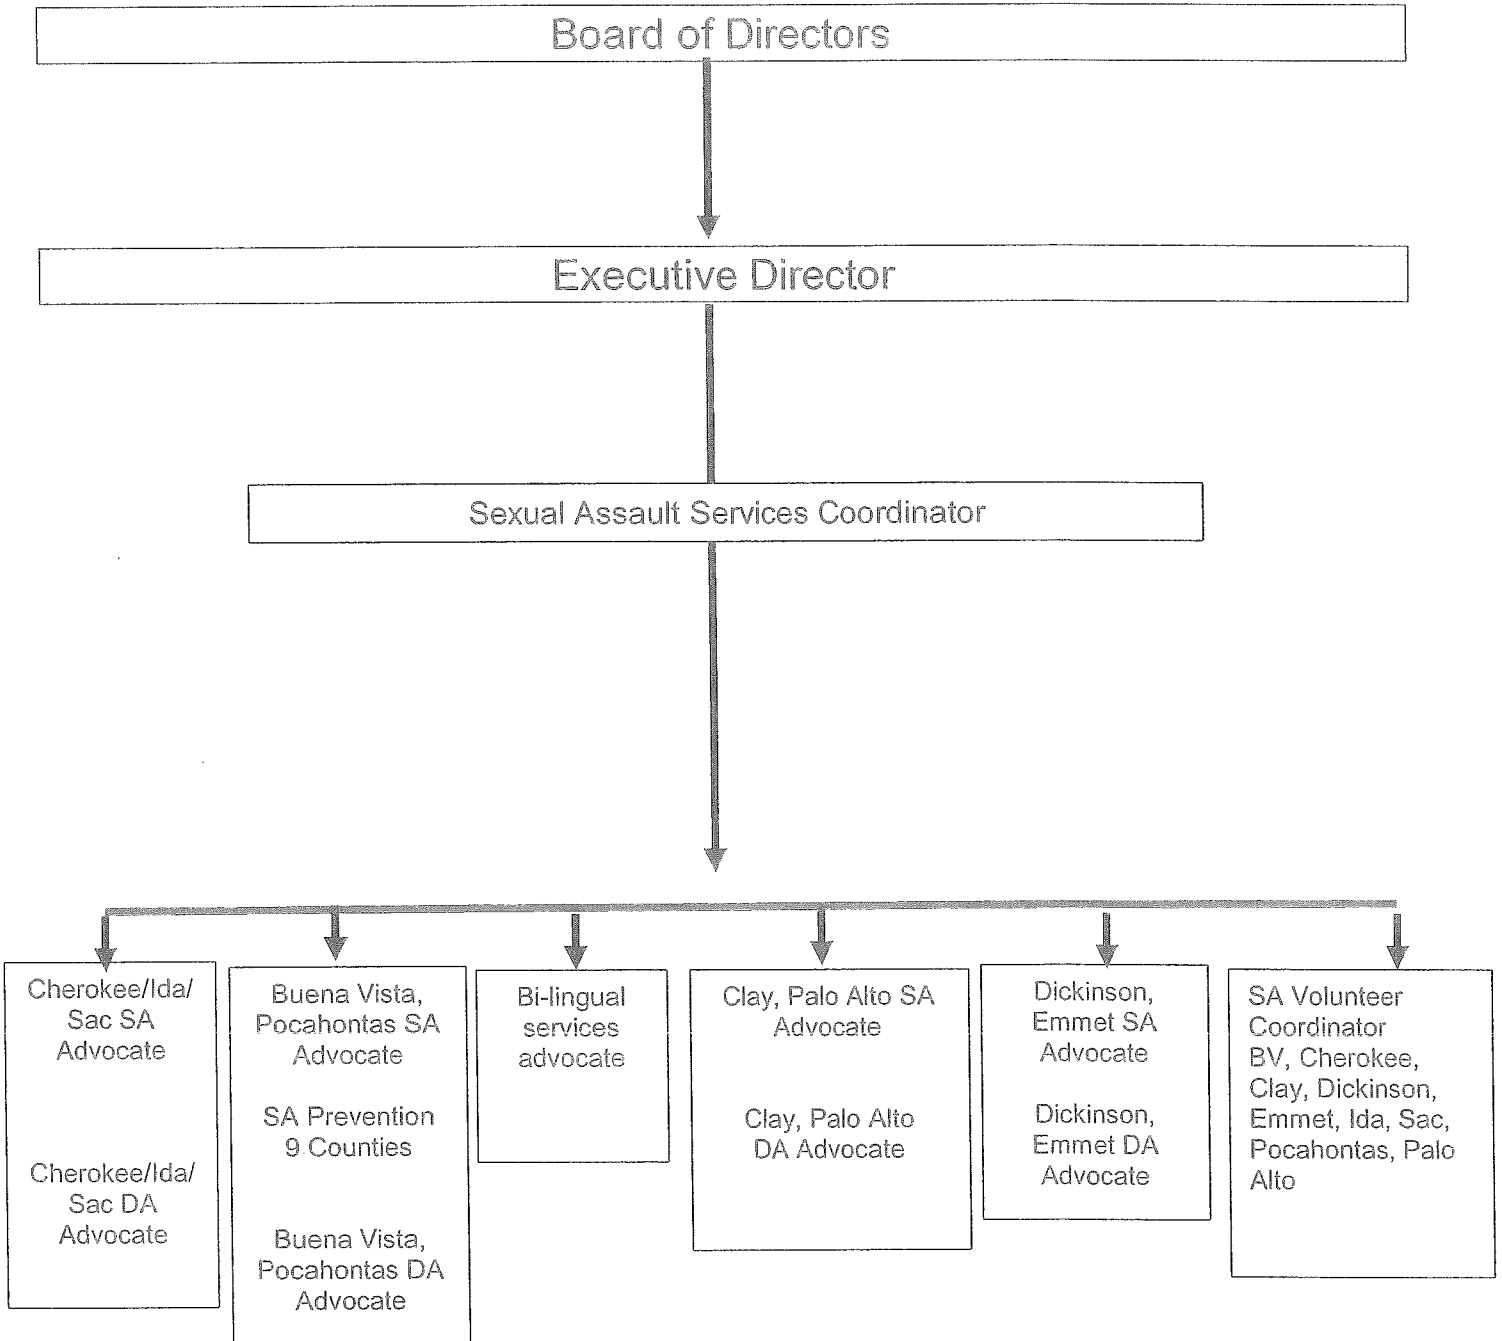 Board of Directors
Executive Director
Sexual Assault Services Coordinator
Cherokee/Ida/
Sac SA
Advocate
Cherokee/Ida/
Sac DA
Advocate
Buena Vista,
Pocahontas SA
Advocate
SA Prevention
9 Counties
Buena Vista,
Pocahontas DA
Advocate
Bi-lingual
services
advocate
Clay, Palo Alto SA
Advocate
Clay, Palo Alto
DA Advocate
Dickinson,
Emmet SA
Advocate
Dickinson,
Emmet DA
Advocate
SA Volunteer
Coordinator
BV, Cherokee,
Clay, Dickinson,
Emmet, Ida, Sac,
Pocahontas, Palo
Alto